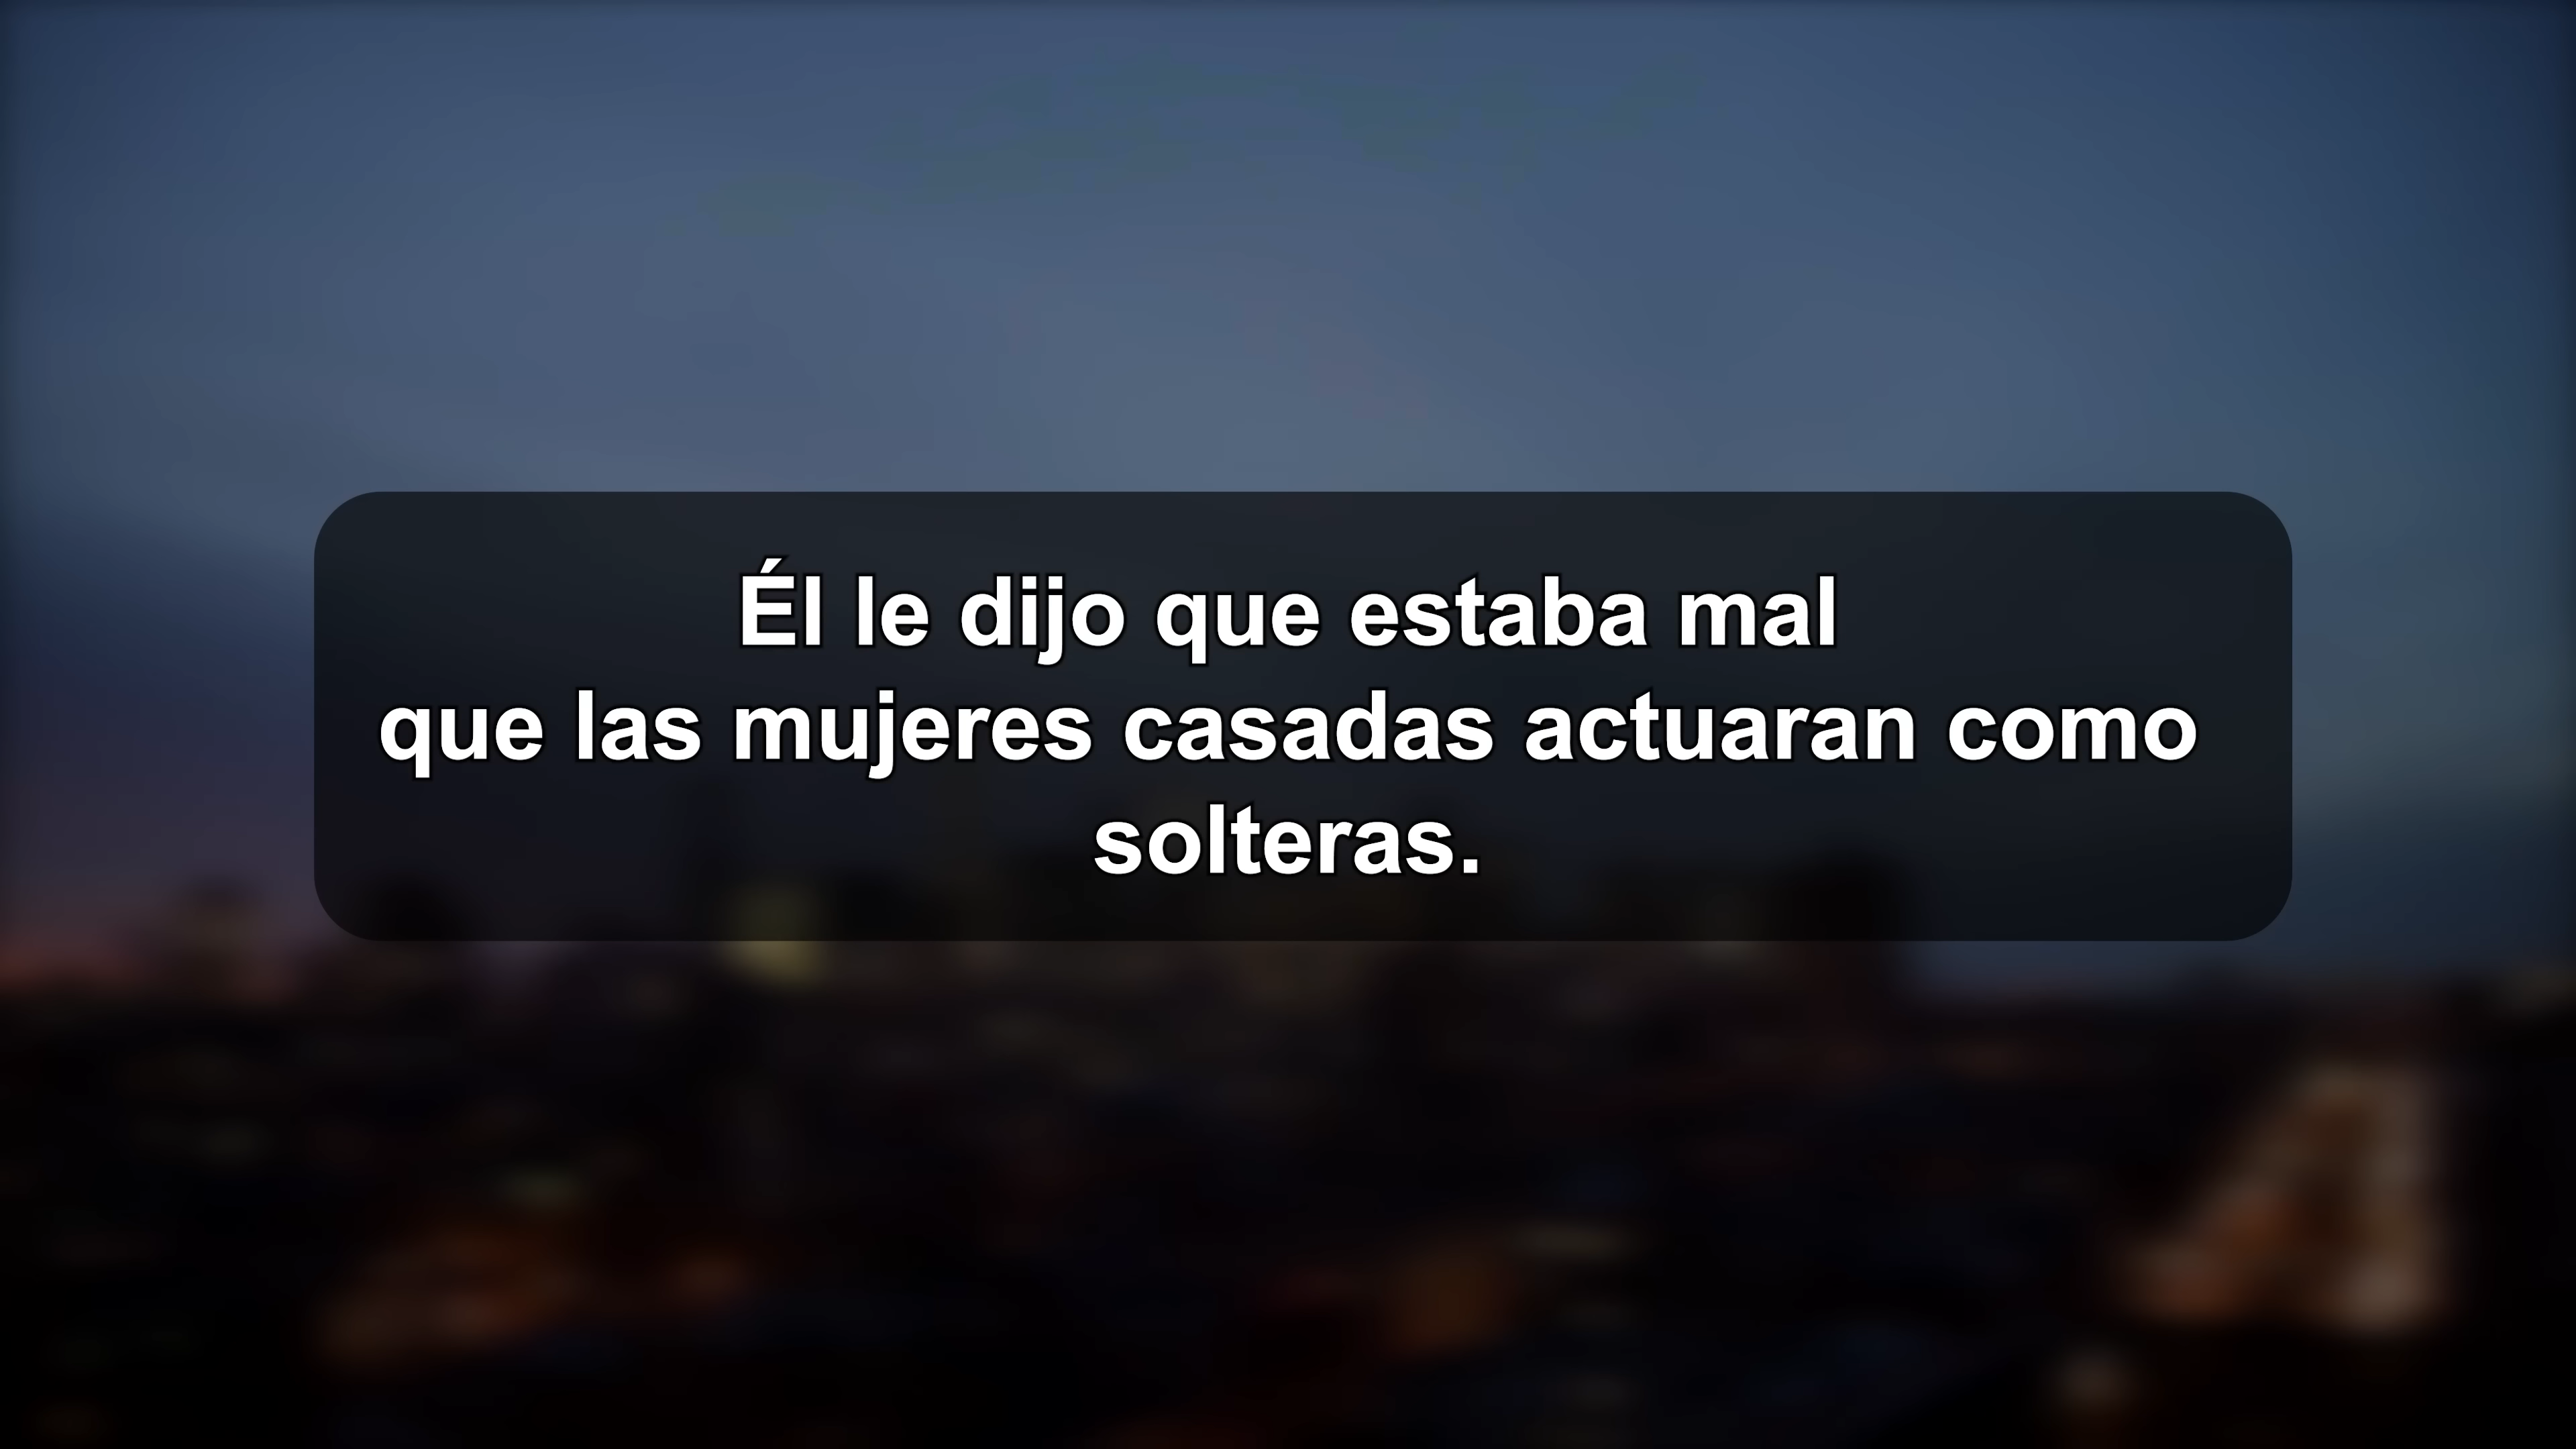 Él le dijo que estaba mal
que las mujeres casadas actuaran como
solteras.